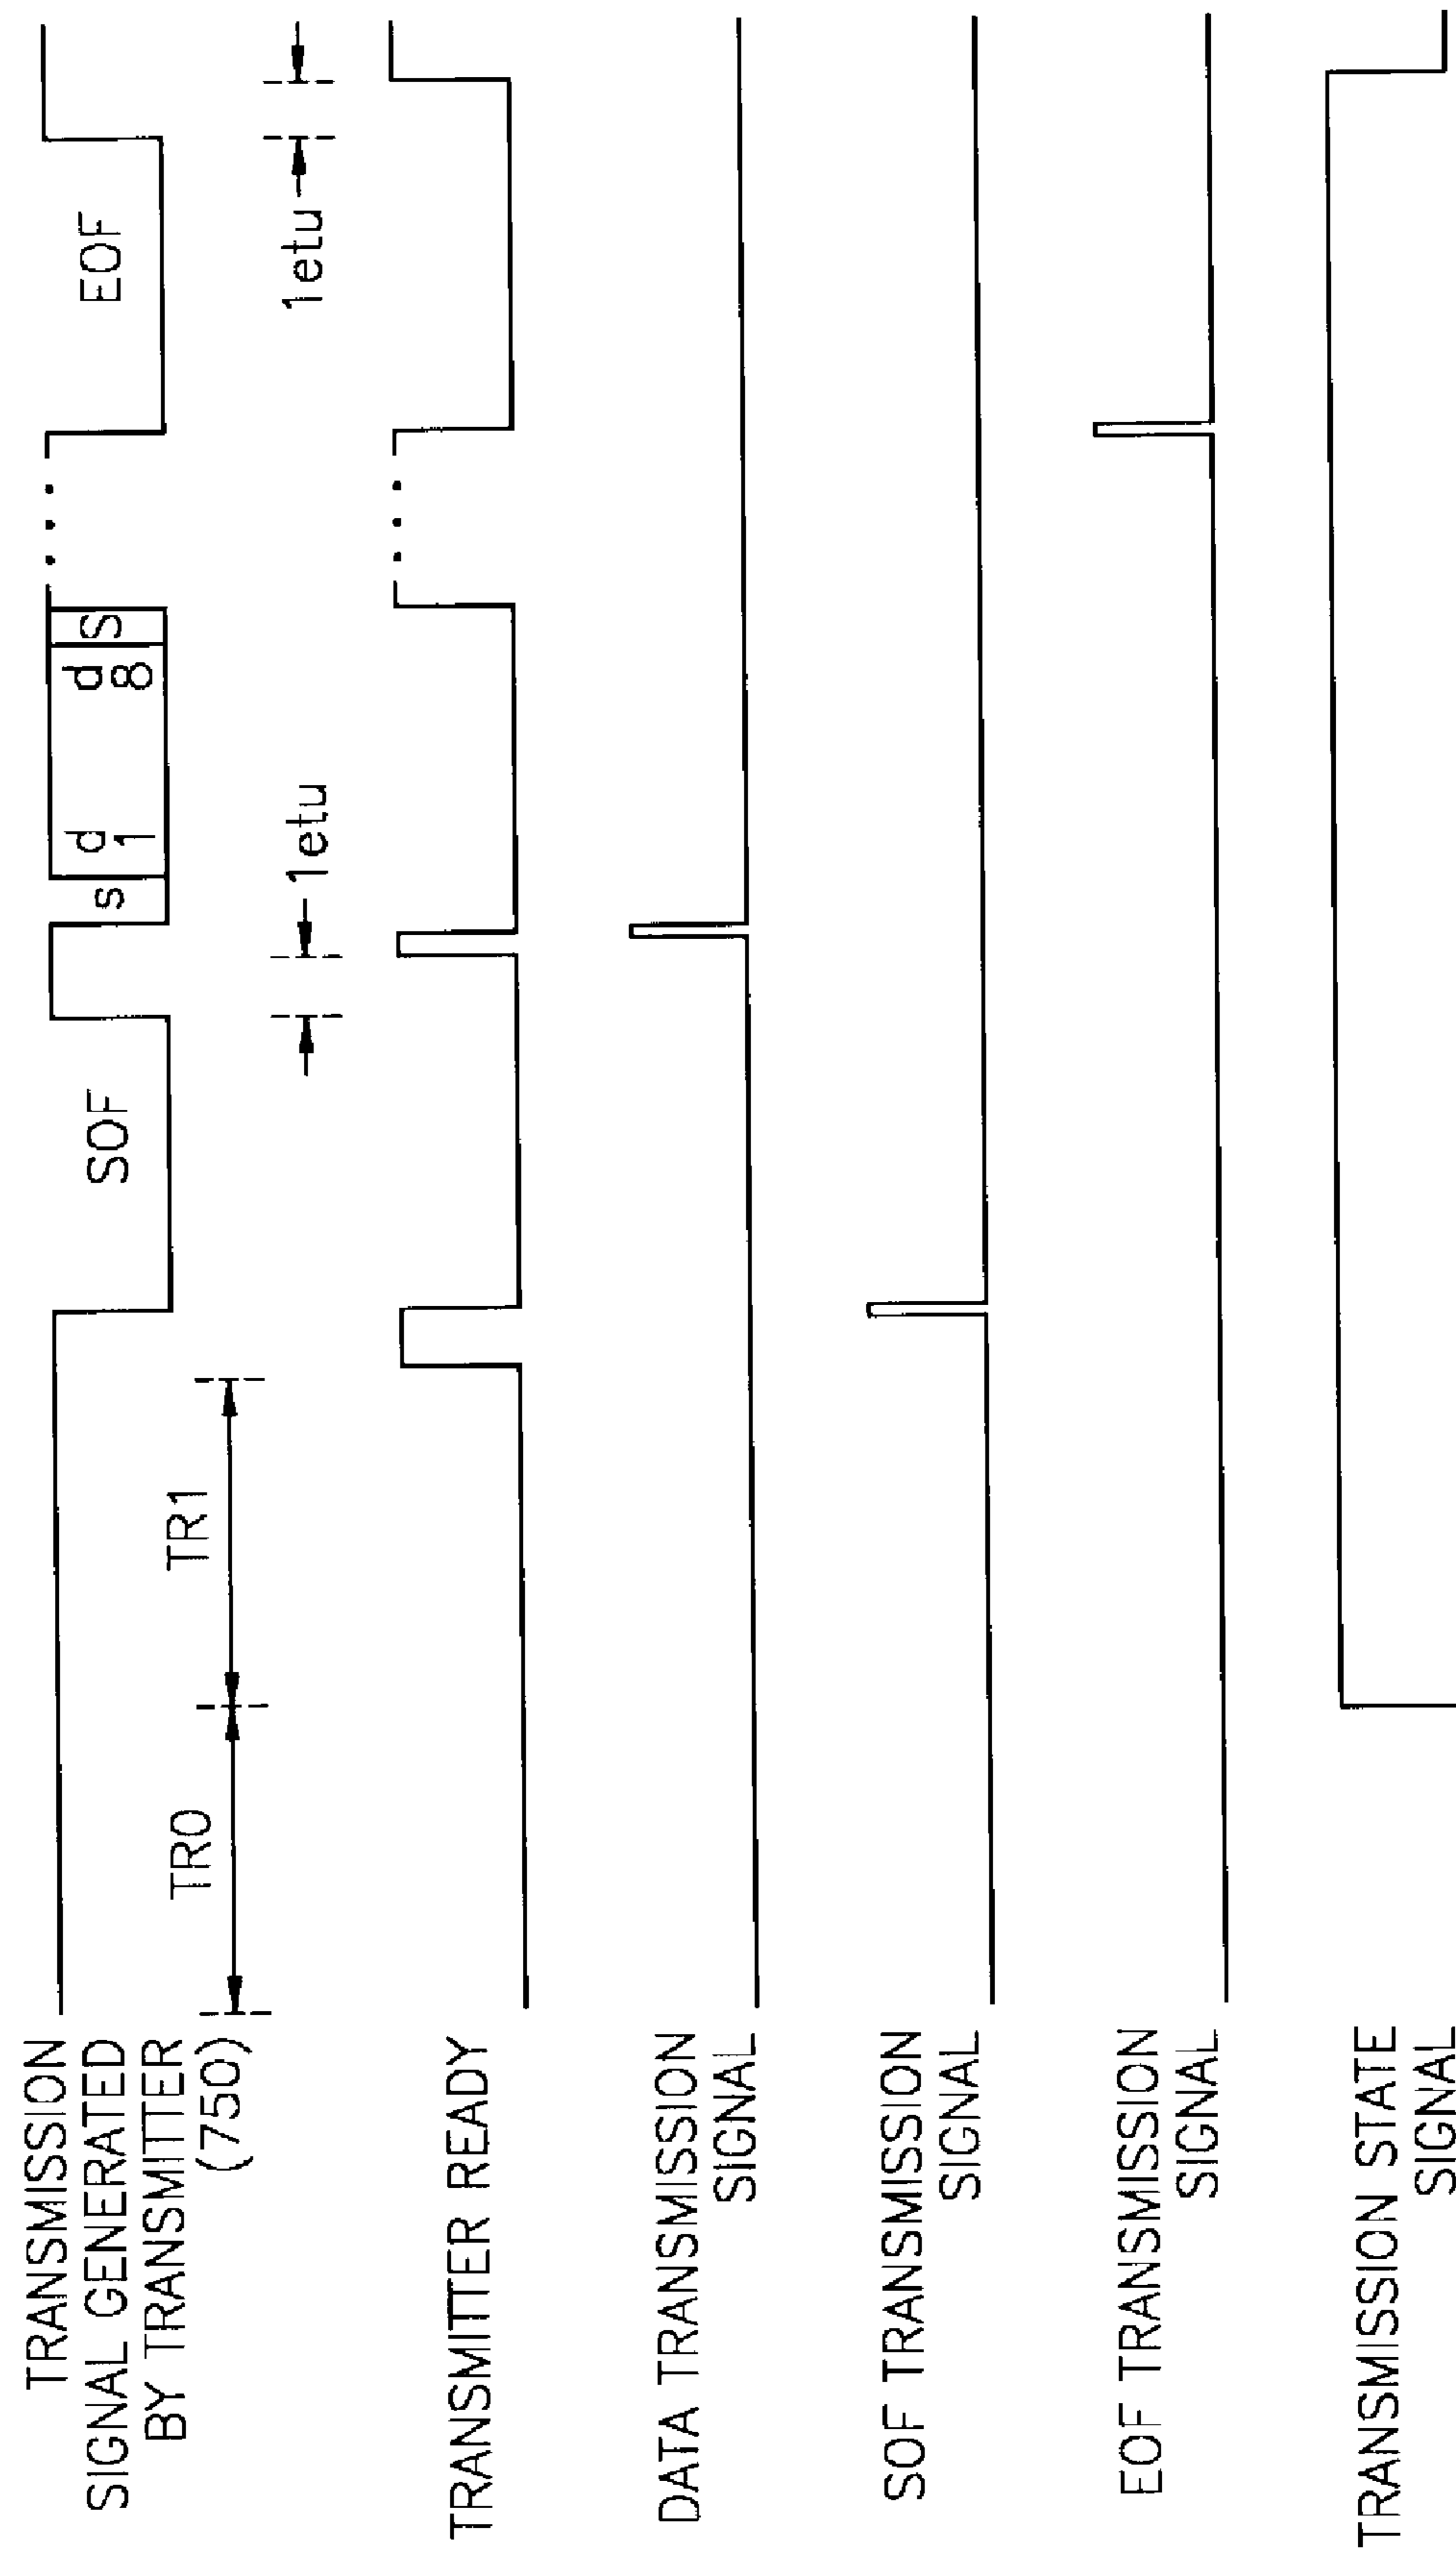 TRANSMISSION
SIGNAL GENERATED
BY TRANSMITTER
(750)
SOF
s
d
1
d
8
S
EOF
TR0
TR1
1etu
1etu
TRANSMITTER READY
DATA TRANSMISSION
SIGNAL
SOF TRANSMISSION
SIGNAL
EOF TRANSMISSION
SIGNAL
TRANSMISSION STATE
SIGNAL